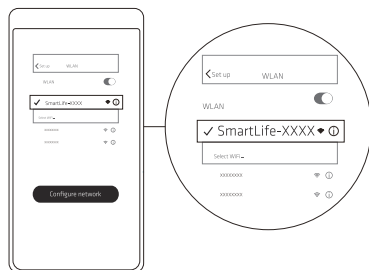 Set up WLAN
WLAN
SmartLife-XXXX
Select WiFi
xxxxxxx
xxxxxxx
Configure network
Set up WLAN
WLAN
SmartLife-XXXX
Select WIFI
xxxxxxxx
xxxxxxxx